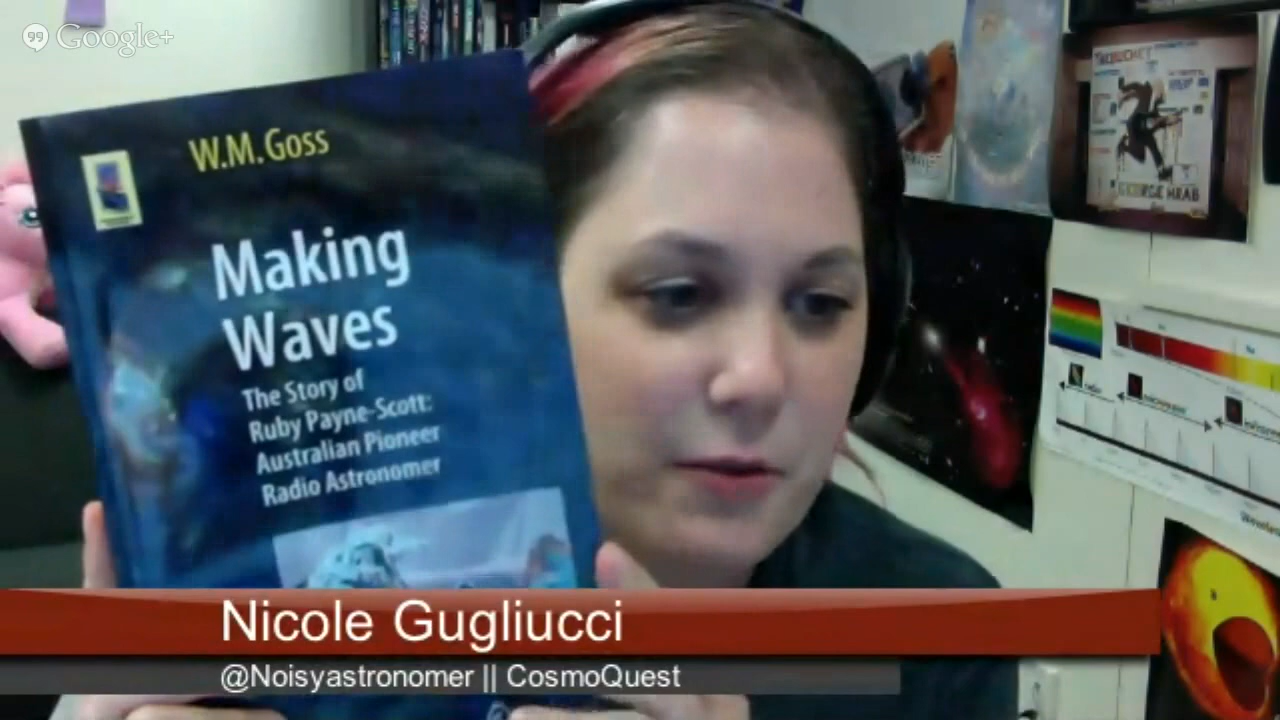 Google+
W.M. Goss
Making
Waves
The Story of
Ruby Payne-Scott:
Australian Pioneer
Radio Astronomer
GEORGE HRAB
Nicole Gugliucci
@Noisyastronomer || CosmoQuest